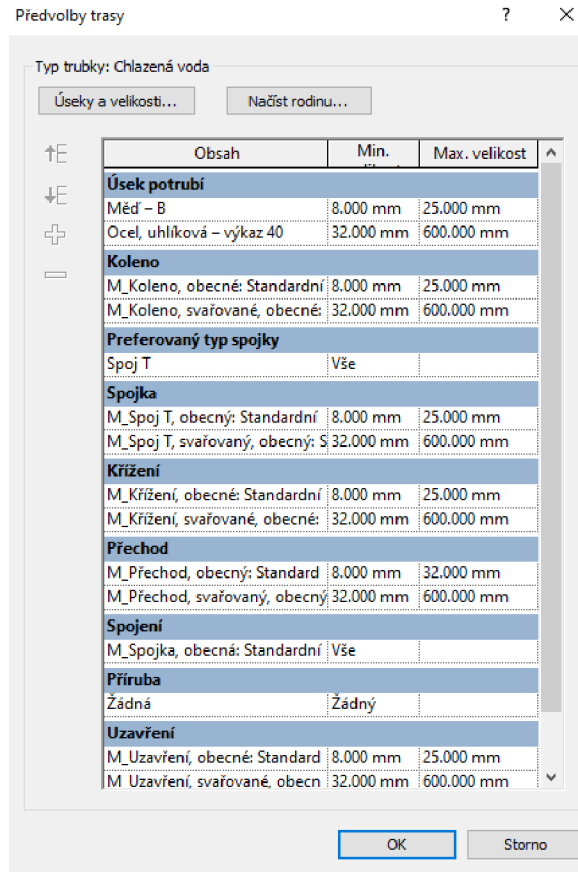 Předvolby trasy ? ×
Typ trubky: Chlazená voda
Úseky a velikosti... Načíst rodinu...
Obsah Min. Max. velikost
Úsek potrubí
Měď – B 8.000 mm 25.000 mm
Ocel, uhlíková – výkaz 40 32.000 mm 600.000 mm
Koleno
M_Koleno, obecné: Standardní 8.000 mm 25.000 mm
M_Koleno, svařované, obecné: 32.000 mm 600.000 mm
Preferovaný typ spojky
Spoj T Vše
Spojka
M_Spoj T, obecný: Standardní 8.000 mm 25.000 mm
M_Spoj T, svařovaný, obecný: S 32.000 mm 600.000 mm
Křížení
M_Křížení, obecné: Standardní 8.000 mm 25.000 mm
M_Křížení, svařované, obecné: 32.000 mm 600.000 mm
Přechod
M_Přechod, obecný: Standard 8.000 mm 32.000 mm
M_Přechod, svařovaný, obecný 32.000 mm 600.000 mm
Spojení
M_Spojka, obecná: Standardní Vše
Příruba
Žádná Žádný
Uzavření
M_Uzavření, obecné: Standard 8.000 mm 25.000 mm
M_Uzavření, svařované, obecn 32.000 mm 600.000 mm
OK Storno